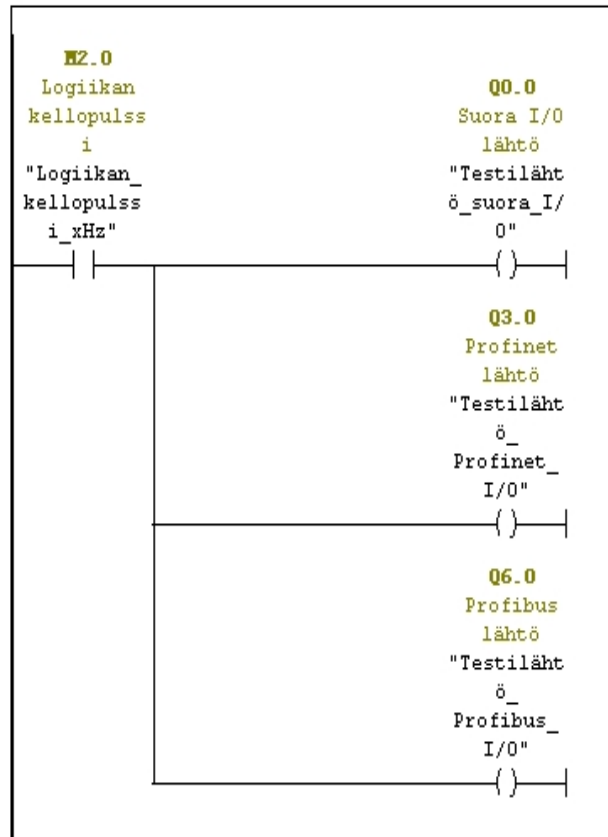 M2.0
Logiikan
kellopulss
i
"Logiikan_
kellopulss
i_xHz"
Q0.0
Suora I/O
lähtö
"Testiläht
ö_suora_I/
O"
Q3.0
Profinet
lähtö
"Testiläht
ö_
Profinet_
I/O"
Q6.0
Profibus
lähtö
"Testiläht
ö_
Profibus_
I/O"